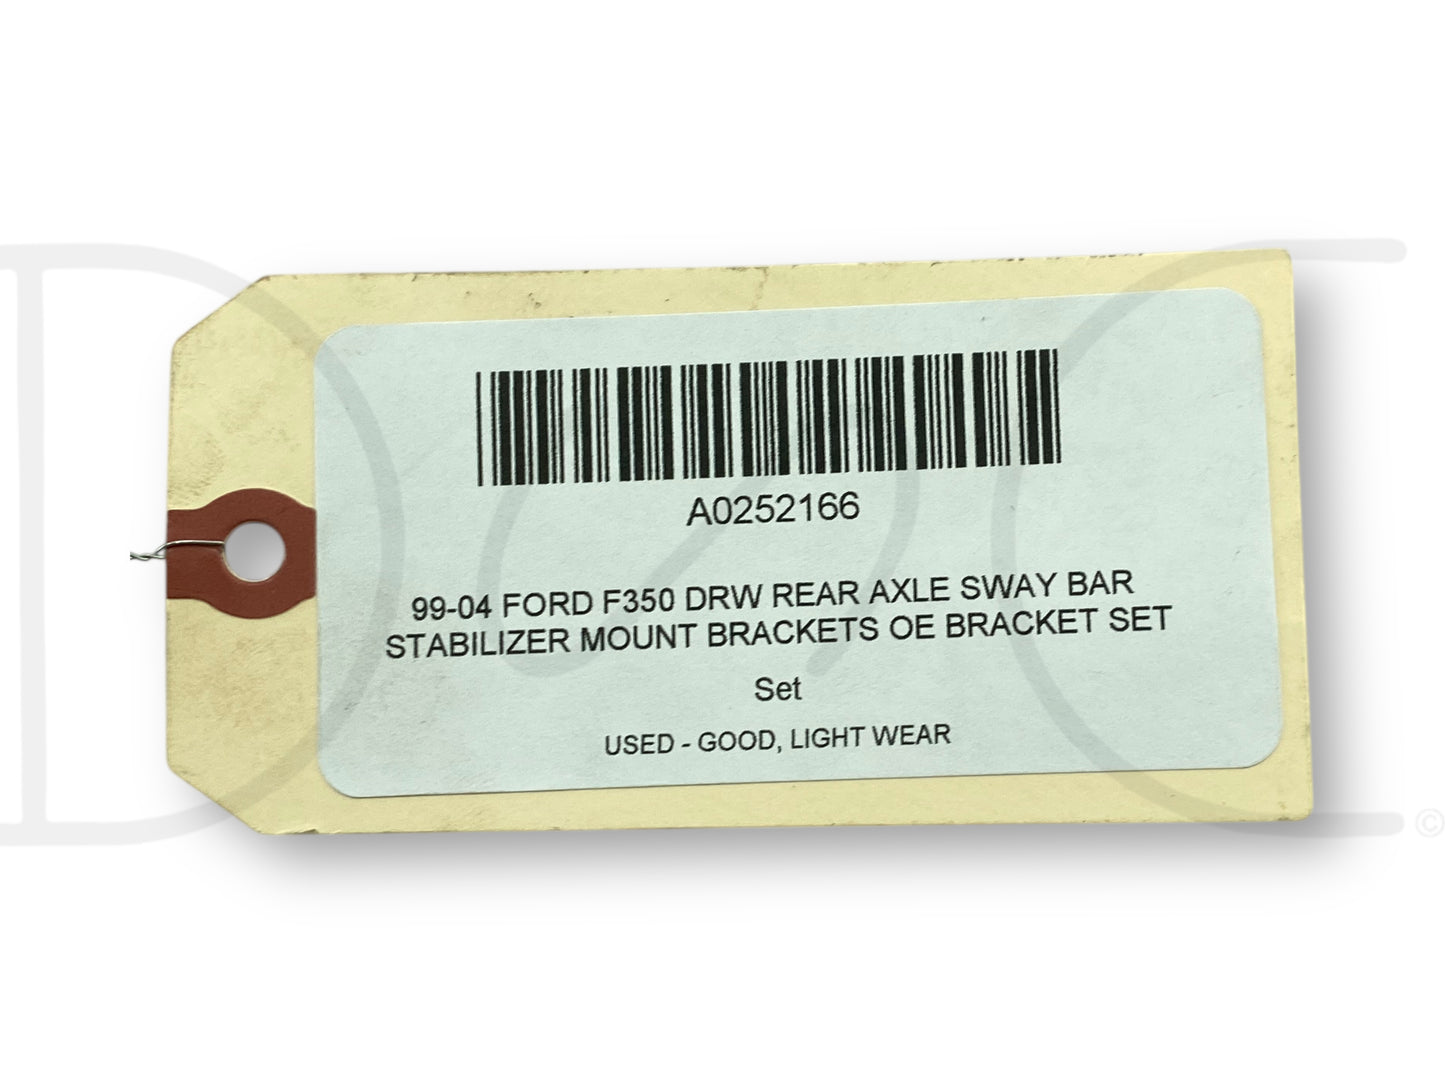 A0252166
99-04 FORD F350 DRW REAR AXLE SWAY BAR
STABILIZER MOUNT BRACKETS OE BRACKET SET
Set
USED - GOOD, LIGHT WEAR
©